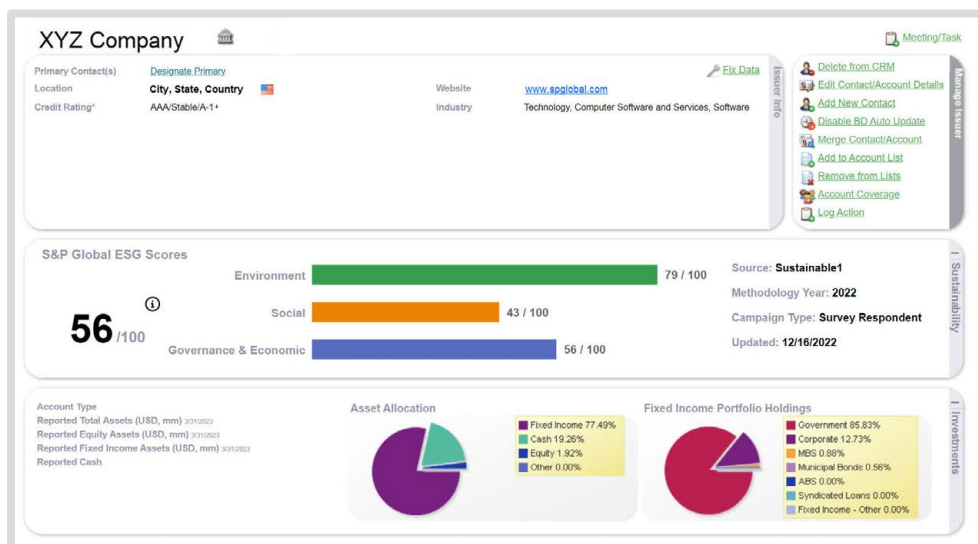 XYZ Company
Meeting/Task
Primary Contact(s) Designate Primary
Fix Data
Location City, State, Country Website www.spglobal.com
Credit Rating* AAA/Stable/A-1+ Industry Technology, Computer Software and Services, Software
Issuer Info
Delete from CRM
Edit Contact/Account Details
Add New Contact
Disable BD Auto Update
Merge Contact/Account
Add to Account List
Remove from Lists
Account Coverage
Log Action
Manage Issuer
S&P Global ESG Scores
56 /100
Environment 79 / 100
Social 43 / 100
Governance & Economic 56 / 100
Source: Sustainable1
Methodology Year: 2022
Campaign Type: Survey Respondent
Updated: 12/16/2022
Sustainability
Account Type
Reported Total Assets (USD, mm) 3/31/2023
Reported Equity Assets (USD, mm) 3/31/2023
Reported Fixed Income Assets (USD, mm) 3/31/2023
Reported Cash
Asset Allocation
Fixed Income 77.49%
Cash 19.26%
Equity 1.92%
Other 0.00%
Fixed Income Portfolio Holdings
Government 85.83%
Corporate 12.73%
MBS 0.88%
Municipal Bonds 0.56%
ABS 0.00%
Syndicated Loans 0.00%
Fixed Income - Other 0.00%
Investments